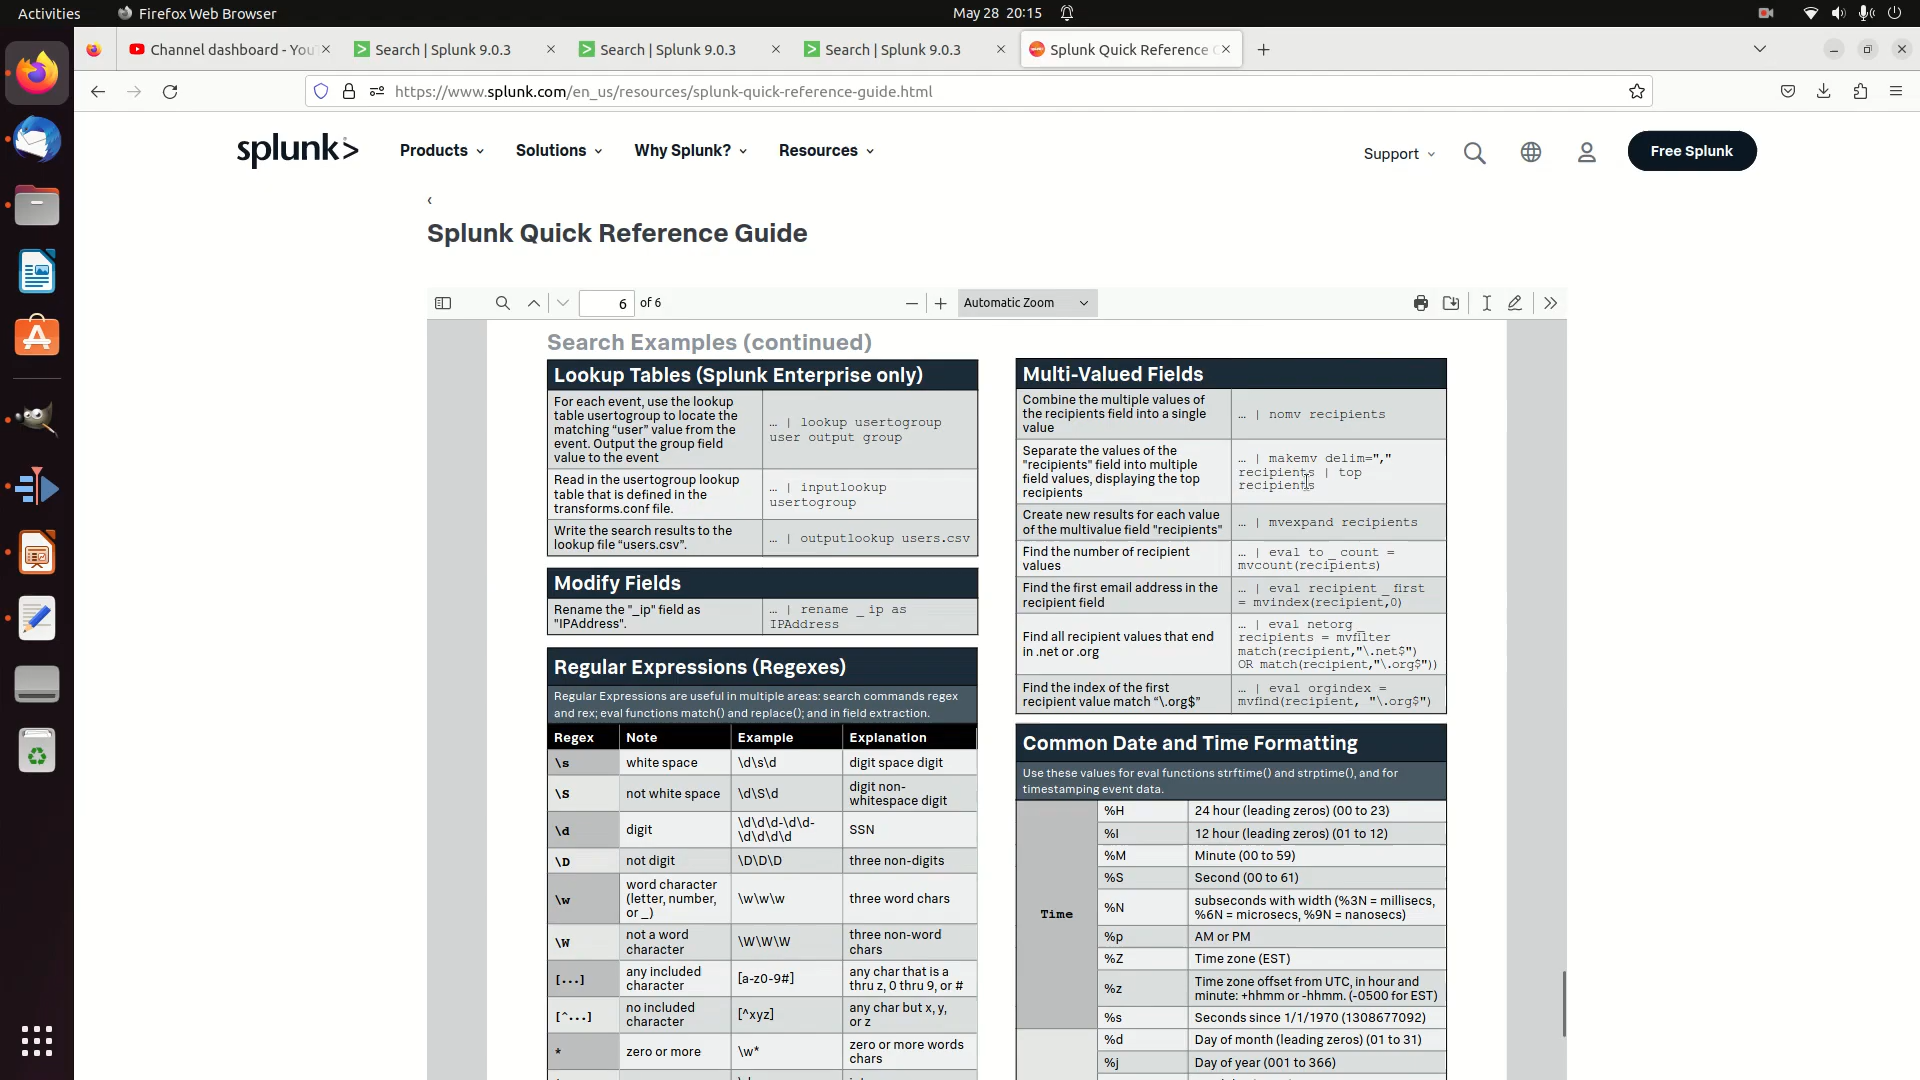 Activities
Firefox Web Browser
May 28 20:15
Channel dashboard - You
Search | Splunk 9.0.3
Search | Splunk 9.0.3
Search | Splunk 9.0.3
Splunk Quick Reference
https://www.splunk.com/en_us/resources/splunk-quick-reference-guide.html
splunk>
Products
Solutions
Why Splunk?
Resources
Support
Free Splunk
Splunk Quick Reference Guide
6 of 6
Automatic Zoom
Search Examples (continued)
Lookup Tables (Splunk Enterprise only)
For each event, use the lookup
table usertogroup to locate the
matching “user” value from the
event. Output the group field
value to the event
… | lookup usertogroup
user output group
Read in the usertogroup lookup
table that is defined in the
transforms.conf file.
… | inputlookup
usertogroup
Write the search results to the
lookup file “users.csv”.
… | outputlookup users.csv
Modify Fields
Rename the "_ip" field as
"IPAddress".
… | rename _ip as
IPAddress
Regular Expressions (Regexes)
Regular Expressions are useful in multiple areas: search commands regex
and rex; eval functions match() and replace(); and in field extraction.
Regex Note Example Explanation
\s white space \d\s\d digit space digit
\S not white space \d\S\d digit non-
whitespace digit
\d digit \d\d\d-\d\d-
\d\d\d\d SSN
\D not digit \D\D\D three non-digits
\w word character
(letter, number,
or _) \w\w\w three word chars
\W not a word
character \W\W\W three non-word
chars
[...] any included
character [a-z0-9#] any char that is a
thru z, 0 thru 9, or #
[^...] no included
character [^xyz] any char but x, y,
or z
* zero or more \w* zero or more words
chars
Multi-Valued Fields
Combine the multiple values of
the recipients field into a single
value
… | nomv recipients
Separate the values of the
"recipients" field into multiple
field values, displaying the top
recipients
… | makemv delim=","
recipients | top
recipients
Create new results for each value
of the multivalue field "recipients"
… | mvexpand recipients
Find the number of recipient
values
… | eval to_count =
mvcount(recipients)
Find the first email address in the
recipient field
… | eval recipient_first
= mvindex(recipient,0)
Find all recipient values that end
in .net or .org
… | eval netorg_
recipients = mvfilter
match(recipient,"\.net$")
OR match(recipient,"\.org$"))
Find the index of the first
recipient value match “\.org$”
… | eval orgindex =
mvfind(recipient, "\.org$")
Common Date and Time Formatting
Use these values for eval functions strftime() and strptime(), and for
timestamping event data.
Time
%H 24 hour (leading zeros) (00 to 23)
%I 12 hour (leading zeros) (01 to 12)
%M Minute (00 to 59)
%S Second (00 to 61)
%N subseconds with width (%3N = millisecs,
%6N = microsecs, %9N = nanosecs)
%p AM or PM
%Z Time zone (EST)
%z Time zone offset from UTC, in hour and
minute: +hhmm or -hhmm. (-0500 for EST)
%s Seconds since 1/1/1970 (1308677092)
%d Day of month (leading zeros) (01 to 31)
%j Day of year (001 to 366)